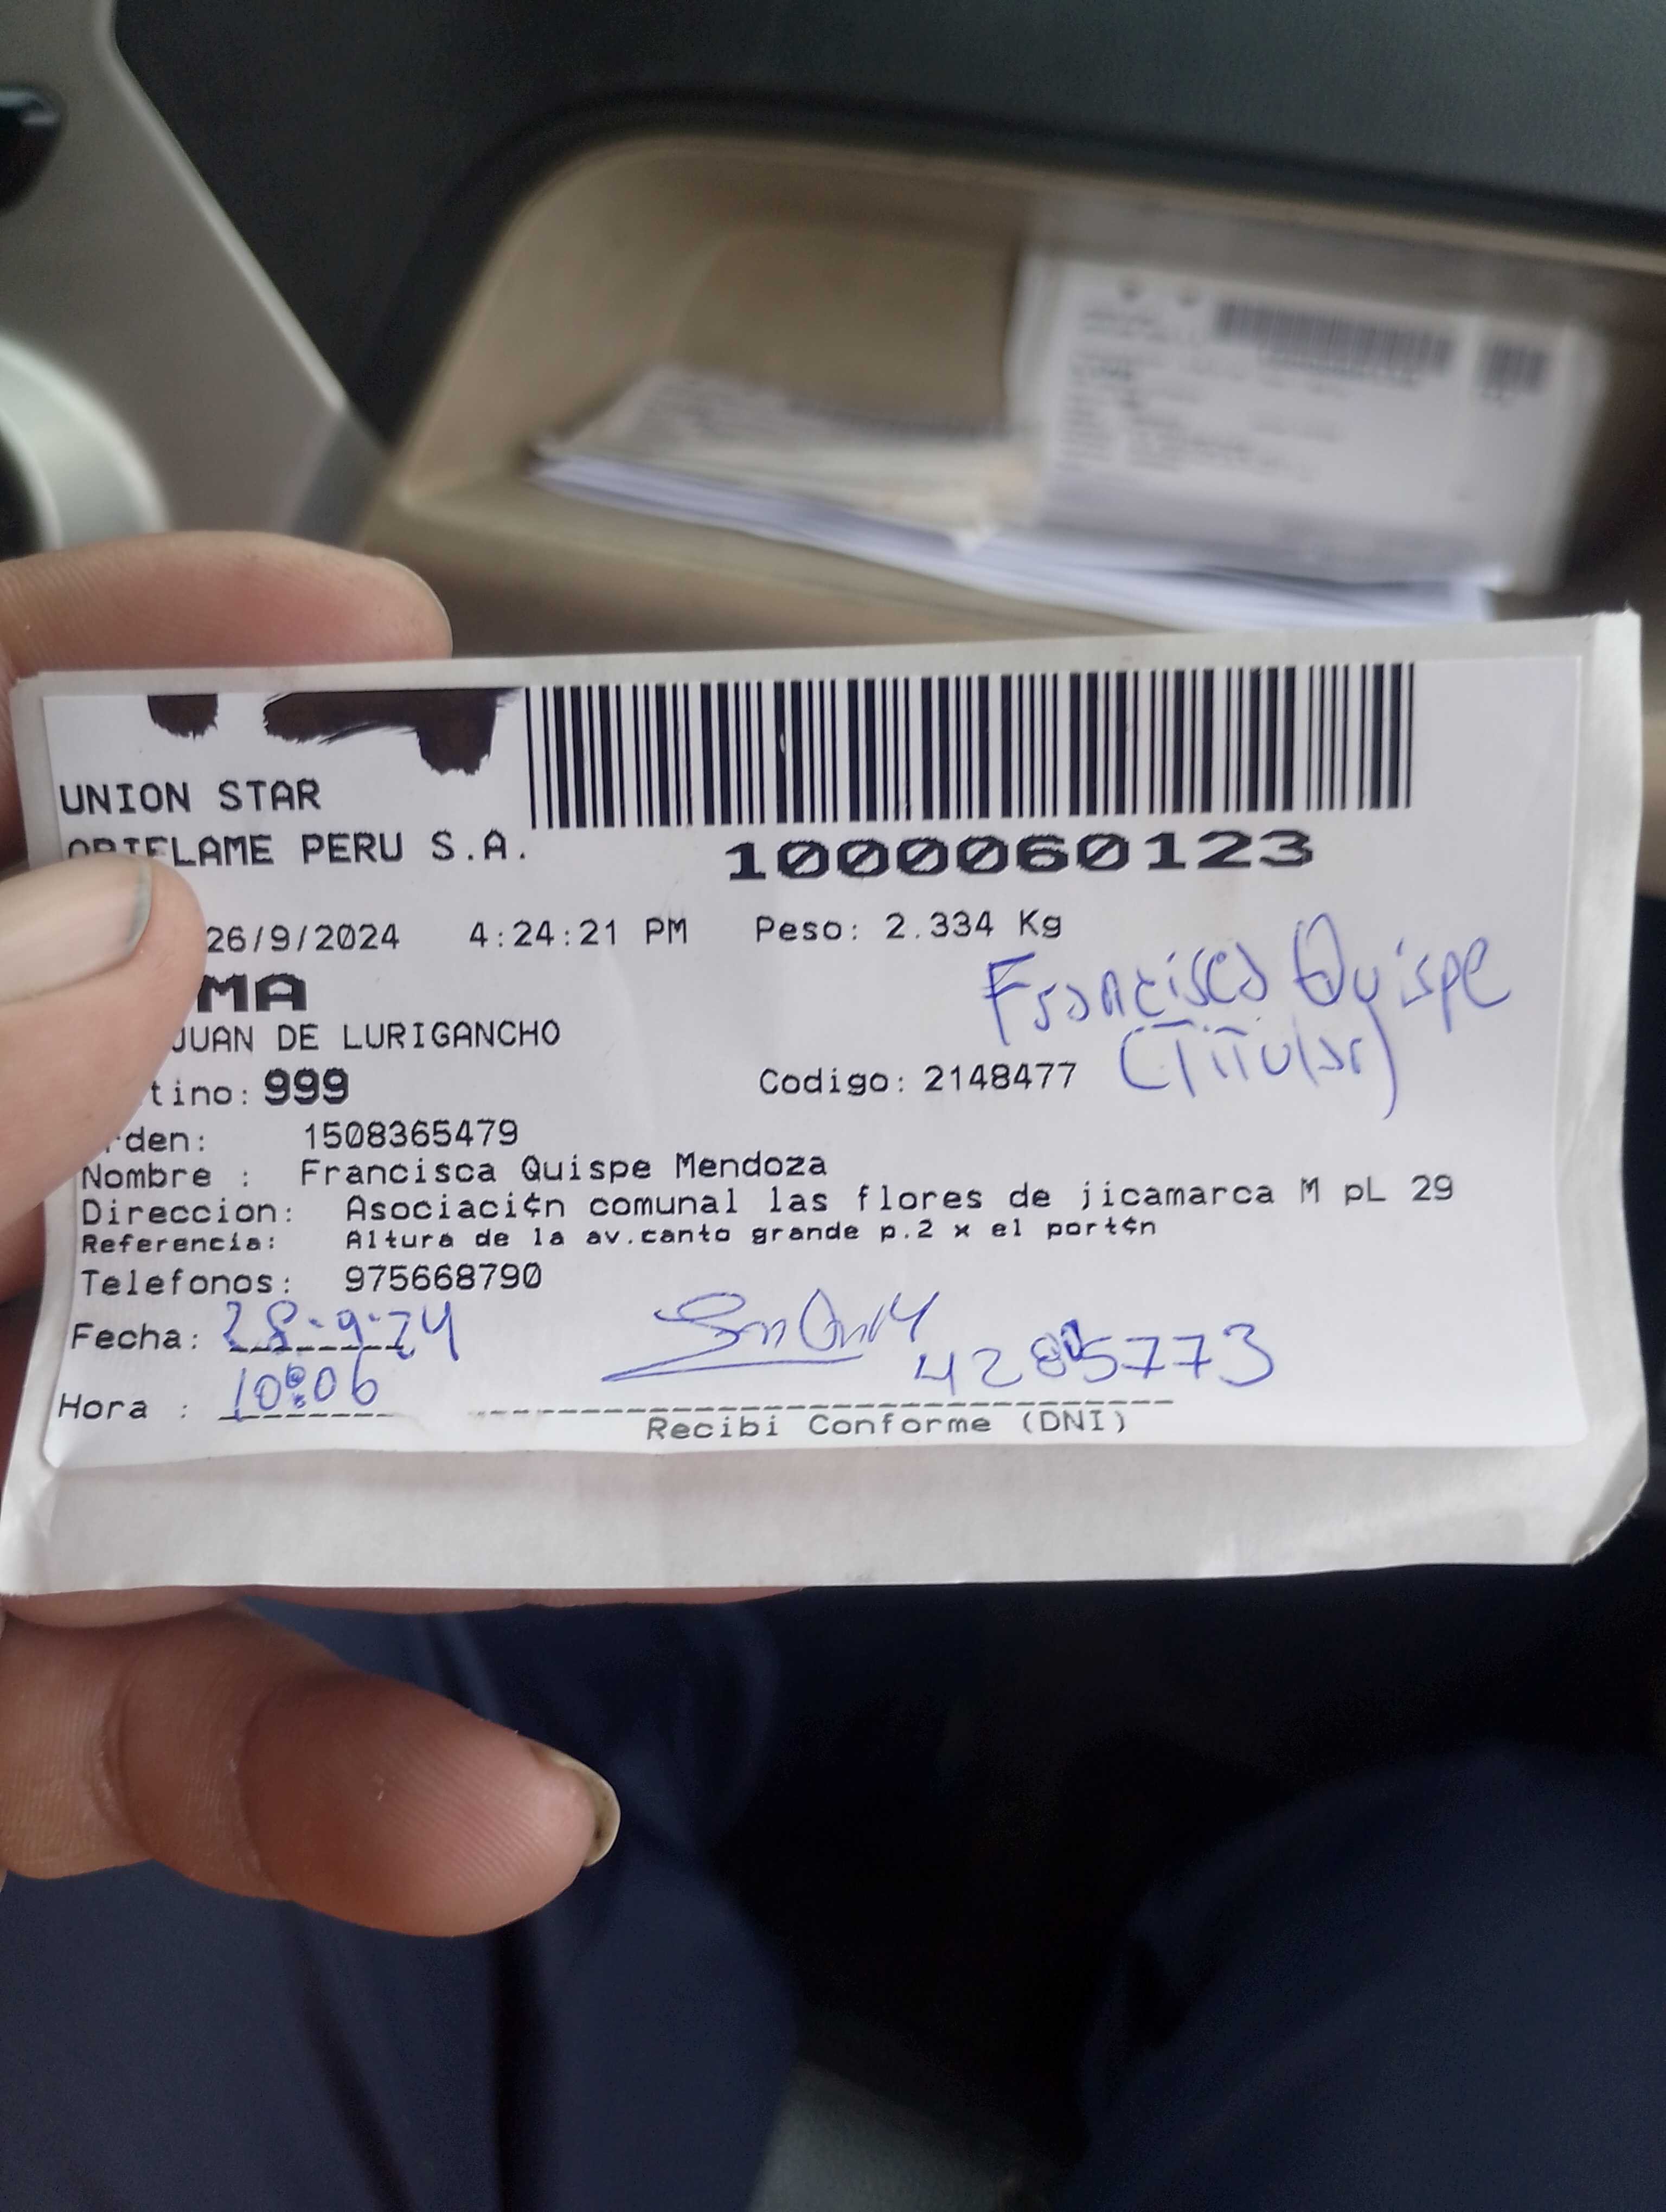 UNION STAR
ORIFLAME PERU S.A.
1000060123
26/9/2024 4:24:21 PM Peso: 2.334 Kg
Francisca Quispe
(Titular)
MA
JUAN DE LURIGANCHO
tino: 999
Codigo: 2148477
rden: 1508365479
Nombre : Francisca Quispe Mendoza
Direccion: Asociaci¢n comunal las flores de jicamarca M pL 29
Referencia: Altura de la av.canto grande p.2 x el port¢n
Telefonos: 975668790
Fecha: 28-9-24
Hora : 10:06
Recibi Conforme (DNI)